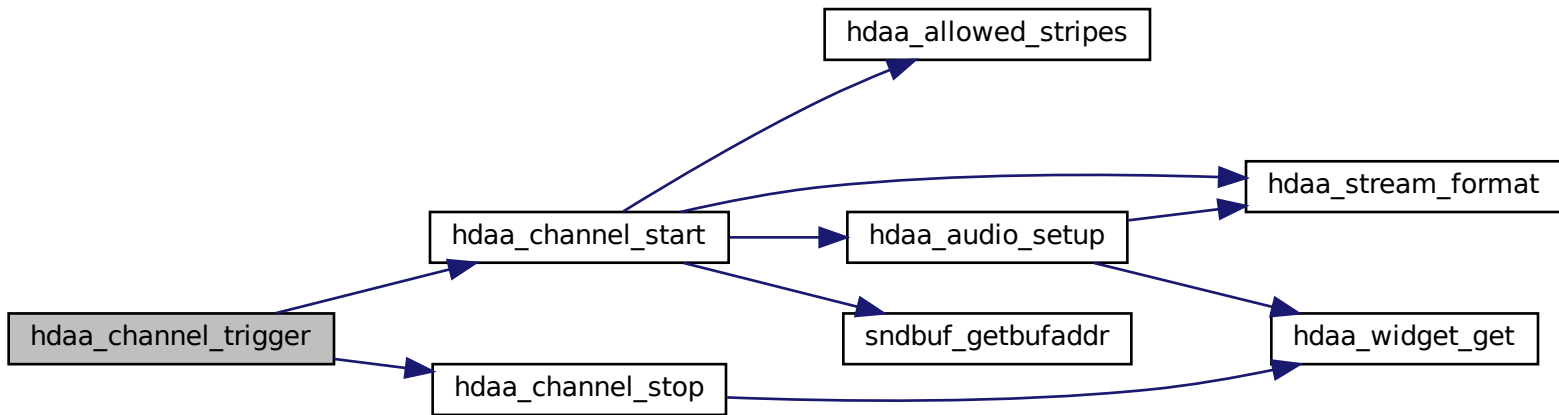 hdaa_allowed_stripes
hdaa_stream_format
hdaa_channel_start
hdaa_audio_setup
hdaa_channel_trigger
sndbuf_getbufaddr
hdaa_widget_get
hdaa_channel_stop